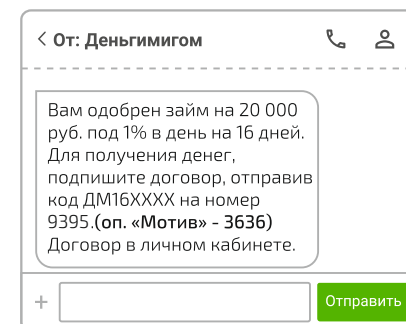 От: Деньгимигом
Вам одобрен займ на 20 000
руб. под 1% в день на 16 дней.
Для получения денег,
подпишите договор, отправив
код ДМ16ХХХХ на номер
9395.(оп. «Мотив» - 3636)
Договор в личном кабинете.
Отправить